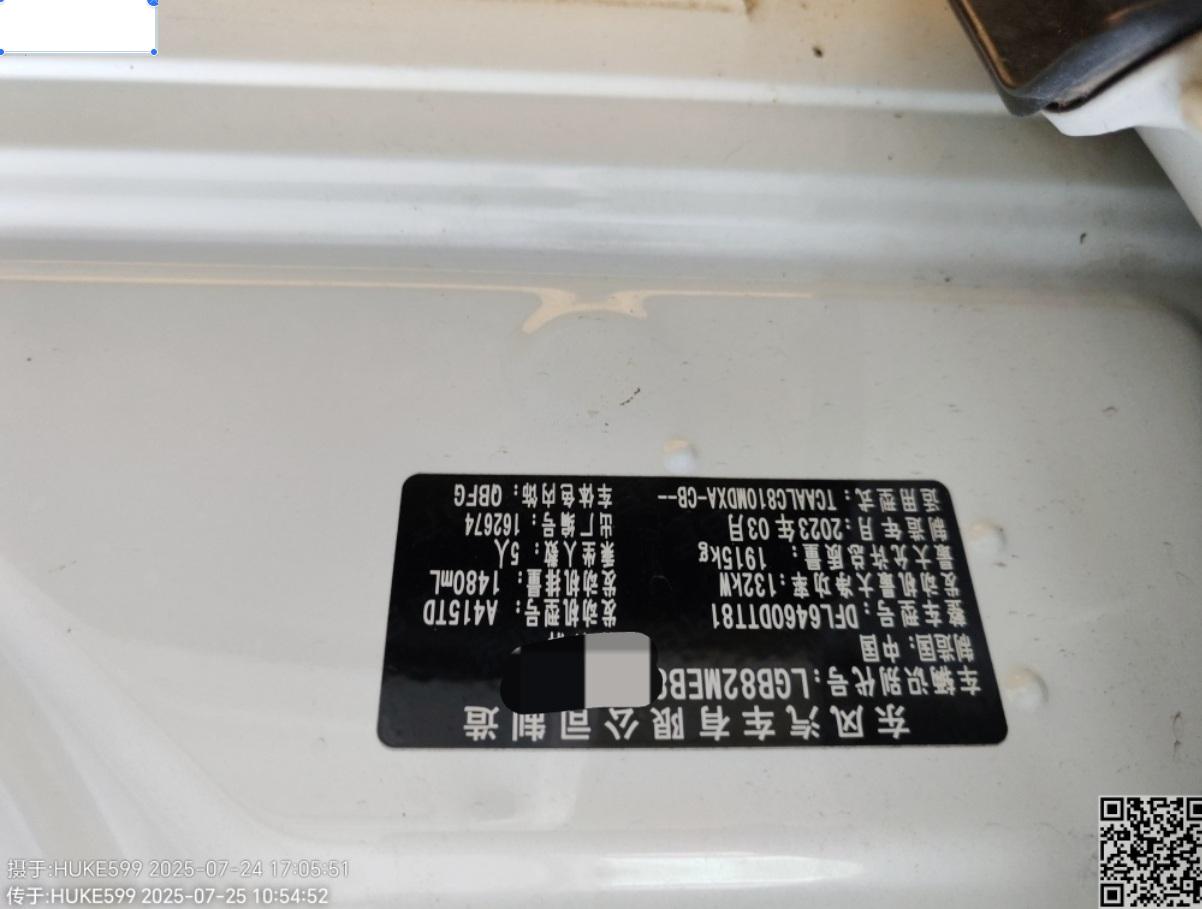 东风汽车有限公司制造
车辆识别代号:LGB82MEB
制造国:中国
整车型号:DFL6460DTT81 发动机型号:A415TD
发动机最大净功率:132kW 发动机排量:1480mL
最大允许总质量:1915kg 乘坐人数:5人
制造年月:2023年03月 出厂编号:162674
适用型式:TCAALC810MDXA-CB-- 车体色内饰:QBFG
摄于:HUKE599 2025-07-24 17:05:51
传于:HUKE599 2025-07-25 10:54:52